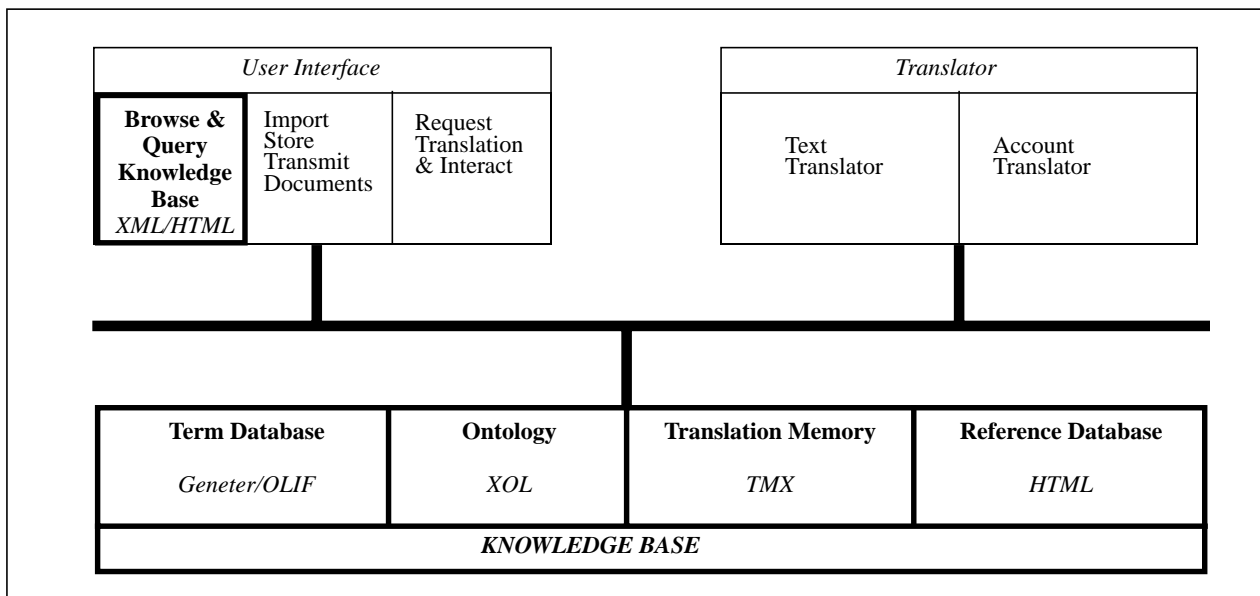 User Interface
Browse &
Query
Knowledge
Base
XML/HTML
Import
Store
Transmit
Documents
Request
Translation
& Interact
Translator
Text
Translator
Account
Translator
Term Database
Geneter/OLIF
Ontology
XOL
Translation Memory
TMX
Reference Database
HTML
KNOWLEDGE BASE